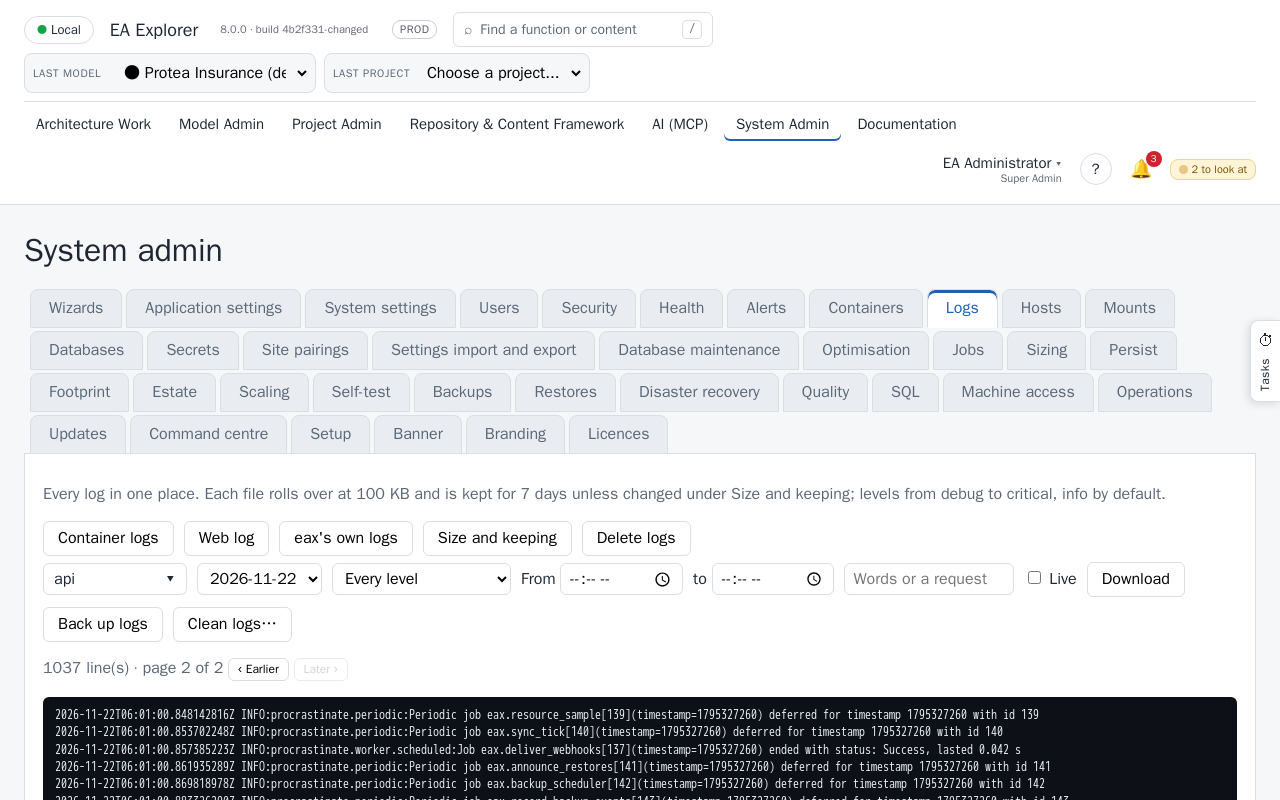 Local EA Explorer 8.0.0 · build 4b2f331-changed PROD Find a function or content /
LAST MODEL Protea Insurance (de LAST PROJECT Choose a project...
Architecture Work Model Admin Project Admin Repository & Content Framework AI (MCP) System Admin Documentation
EA Administrator ▾ ? 3 2 to look at
Super Admin
System admin
Wizards Application settings System settings Users Security Health Alerts Containers Logs Hosts Mounts
Databases Secrets Site pairings Settings import and export Database maintenance Optimisation Jobs Sizing Persist
Footprint Estate Scaling Self-test Backups Restores Disaster recovery Quality SQL Machine access Operations
Updates Command centre Setup Banner Branding Licences
Tasks
Every log in one place. Each file rolls over at 100 KB and is kept for 7 days unless changed under Size and keeping; levels from debug to critical, info by default.
Container logs Web log eax's own logs Size and keeping Delete logs
api 2026-11-22 Every level From --:-- -- to --:-- -- Words or a request Live Download
Back up logs Clean logs···
1037 line(s) · page 2 of 2 ‹ Earlier Later ›
2026-11-22T06:01:00.848142816Z INFO:procrastinate.periodic:Periodic job eax.resource_sample[139](timestamp=1795327260) deferred for timestamp 1795327260 with id 139
2026-11-22T06:01:00.853702248Z INFO:procrastinate.periodic:Periodic job eax.sync_tick[140](timestamp=1795327260) deferred for timestamp 1795327260 with id 140
2026-11-22T06:01:00.857385223Z INFO:procrastinate.worker.scheduled:Job eax.deliver_webhooks[137](timestamp=1795327260) ended with status: Success, lasted 0.042 s
2026-11-22T06:01:00.861935289Z INFO:procrastinate.periodic:Periodic job eax.announce_restores[141](timestamp=1795327260) deferred for timestamp 1795327260 with id 141
2026-11-22T06:01:00.869818978Z INFO:procrastinate.periodic:Periodic job eax.backup_scheduler[142](timestamp=1795327260) deferred for timestamp 1795327260 with id 142